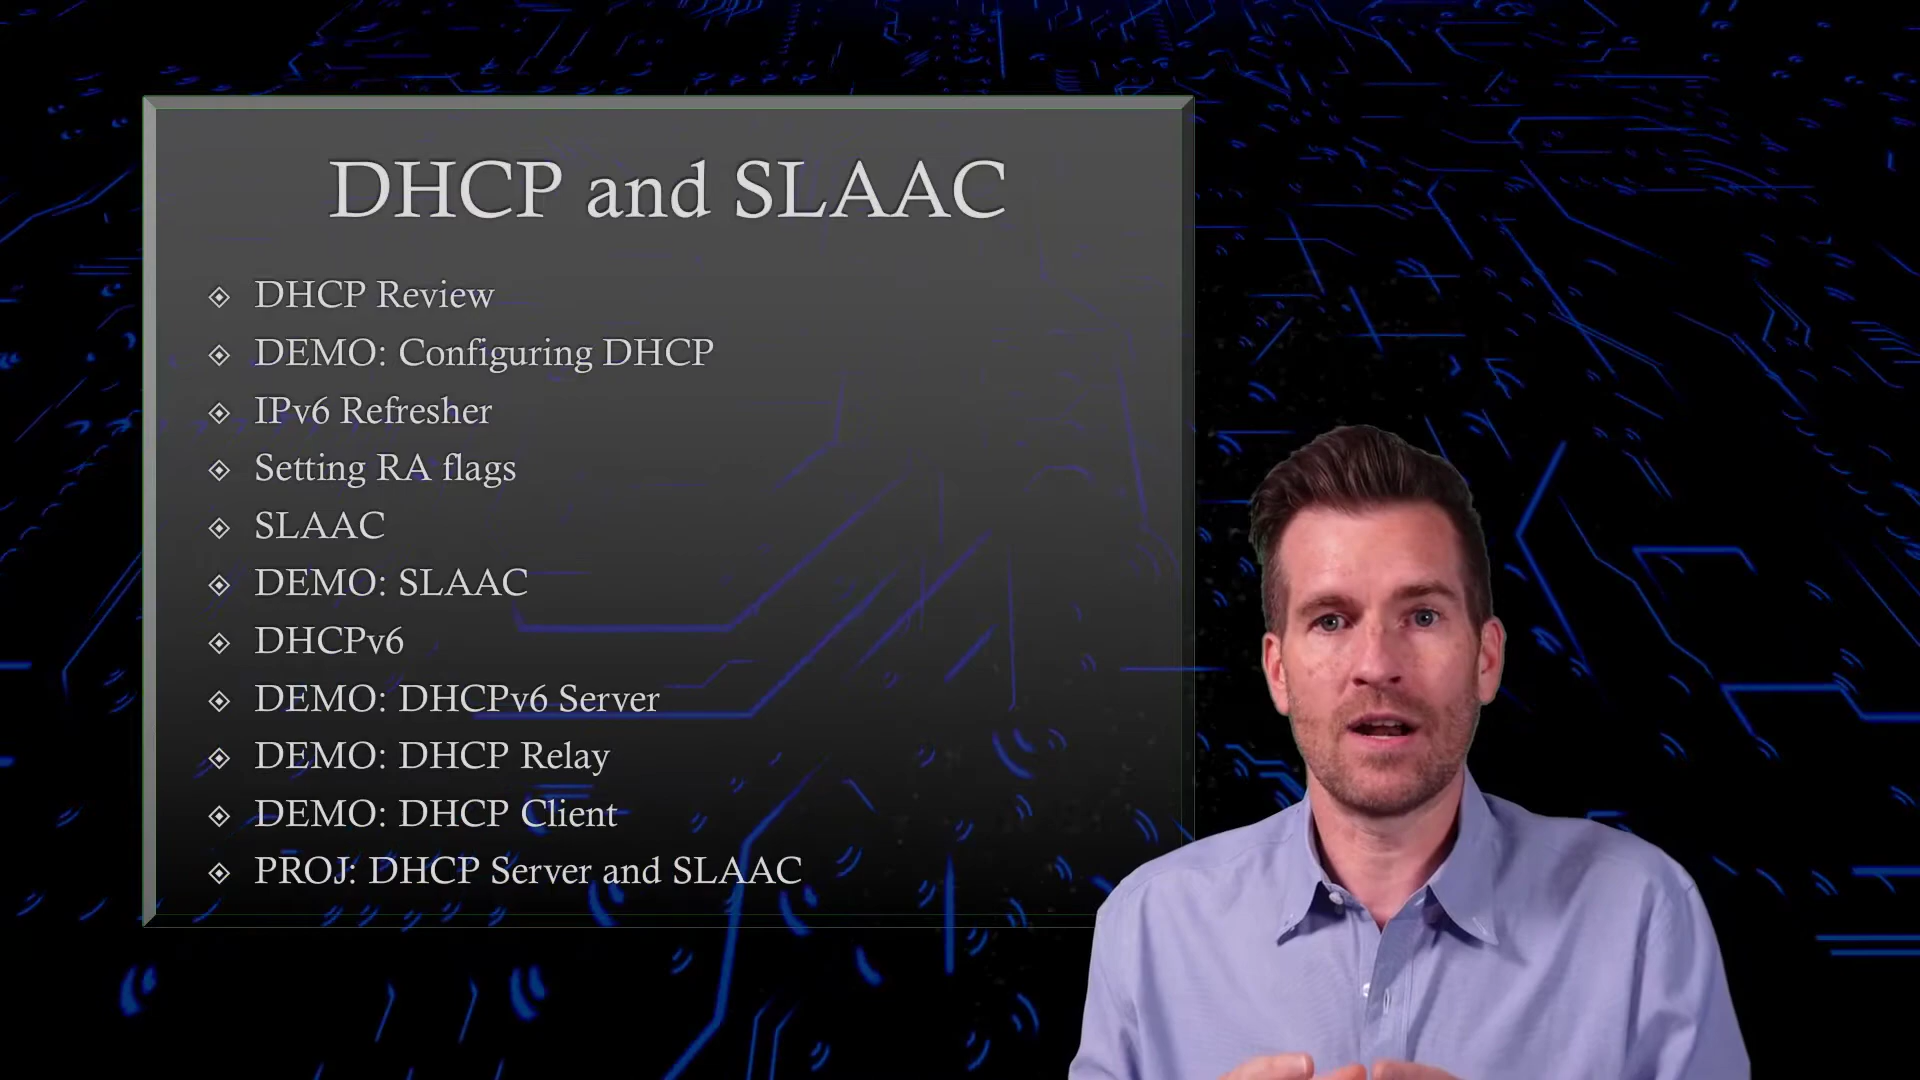 DHCP and SLAAC
DHCP Review
DEMO: Configuring DHCP
IPv6 Refresher
Setting RA flags
SLAAC
DEMO: SLAAC
DHCPv6
DEMO: DHCPv6 Server
DEMO: DHCP Relay
DEMO: DHCP Client
PROJ: DHCP Server and SLAAC